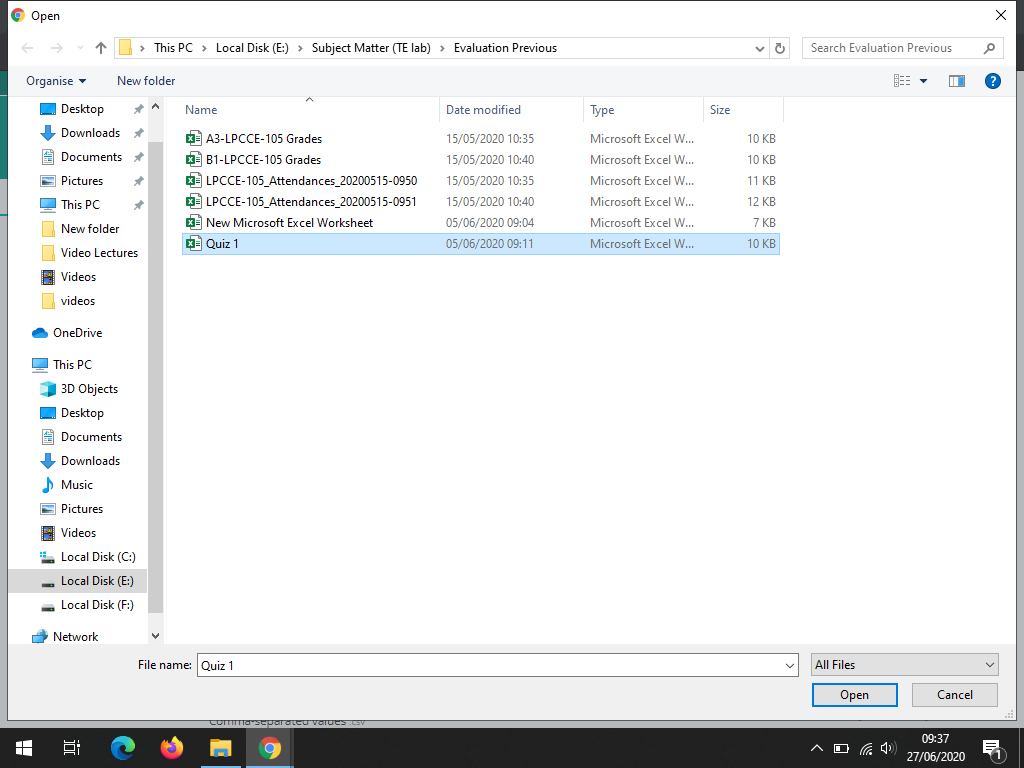 Open
This PC > Local Disk (E:) > Subject Matter (TE lab) > Evaluation Previous
Search Evaluation Previous
Organise New folder
Name Date modified Type Size
A3-LPCCE-105 Grades 15/05/2020 10:35 Microsoft Excel W... 10 KB
B1-LPCCE-105 Grades 15/05/2020 10:40 Microsoft Excel W... 10 KB
LPCCE-105_Attendances_20200515-0950 15/05/2020 10:35 Microsoft Excel W... 11 KB
LPCCE-105_Attendances_20200515-0951 15/05/2020 10:40 Microsoft Excel W... 12 KB
New Microsoft Excel Worksheet 05/06/2020 09:04 Microsoft Excel W... 7 KB
Quiz 1 05/06/2020 09:11 Microsoft Excel W... 10 KB
Desktop
Downloads
Documents
Pictures
This PC
New folder
Video Lectures
Videos
videos
OneDrive
This PC
3D Objects
Desktop
Documents
Downloads
Music
Pictures
Videos
Local Disk (C:)
Local Disk (E:)
Local Disk (F:)
Network
File name: Quiz 1 All Files
Open Cancel
Comma-separated values .csv
09:37
27/06/2020
1